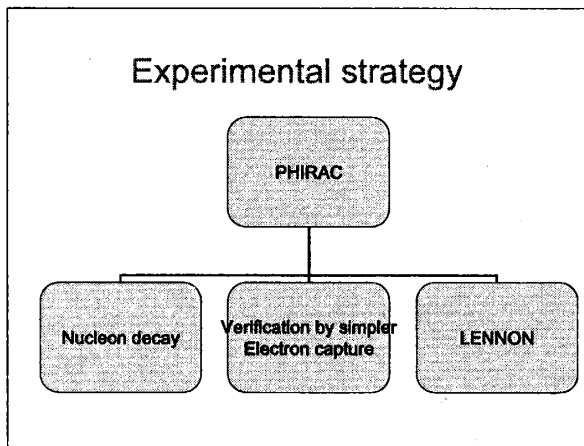 Experimental strategy
PHIRAC
Nucleon decay
Verification by simpler
Electron capture
LENNON